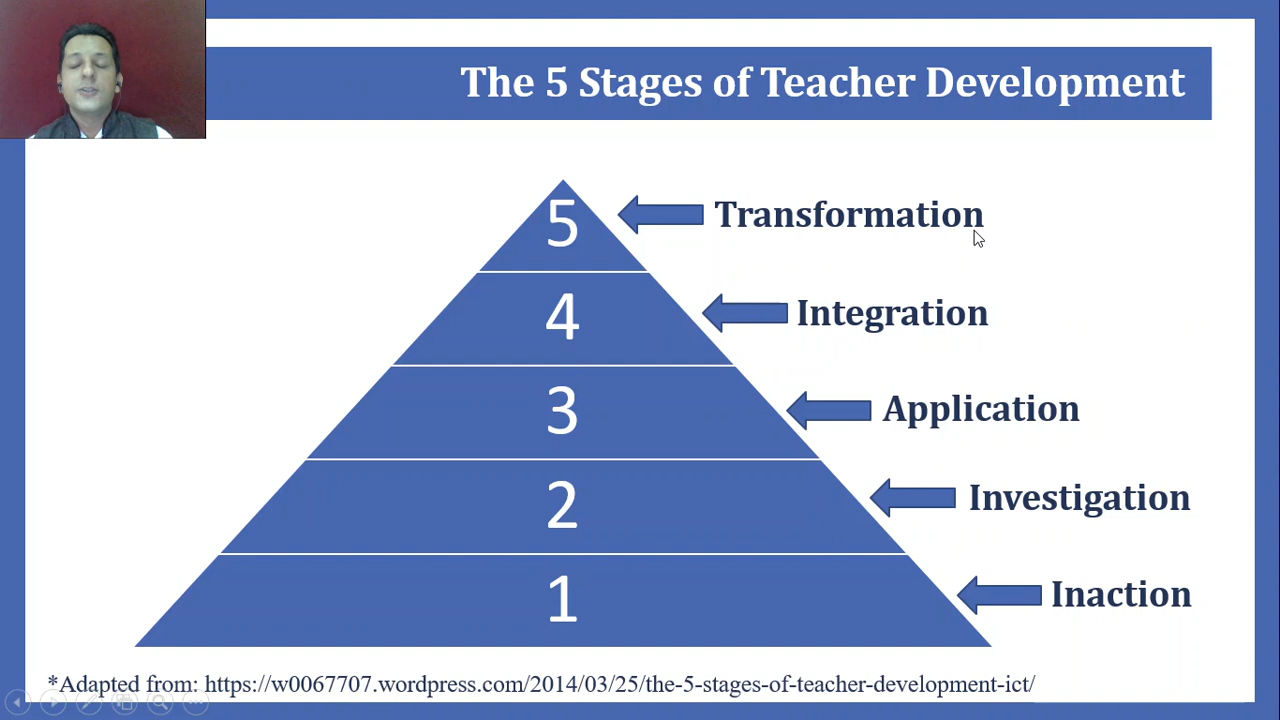 The 5 Stages of Teacher Development
5
Transformation
4
Integration
3
Application
2
Investigation
1
Inaction
*Adapted from: https://w0067707.wordpress.com/2014/03/25/the-5-stages-of-teacher-development-ict/